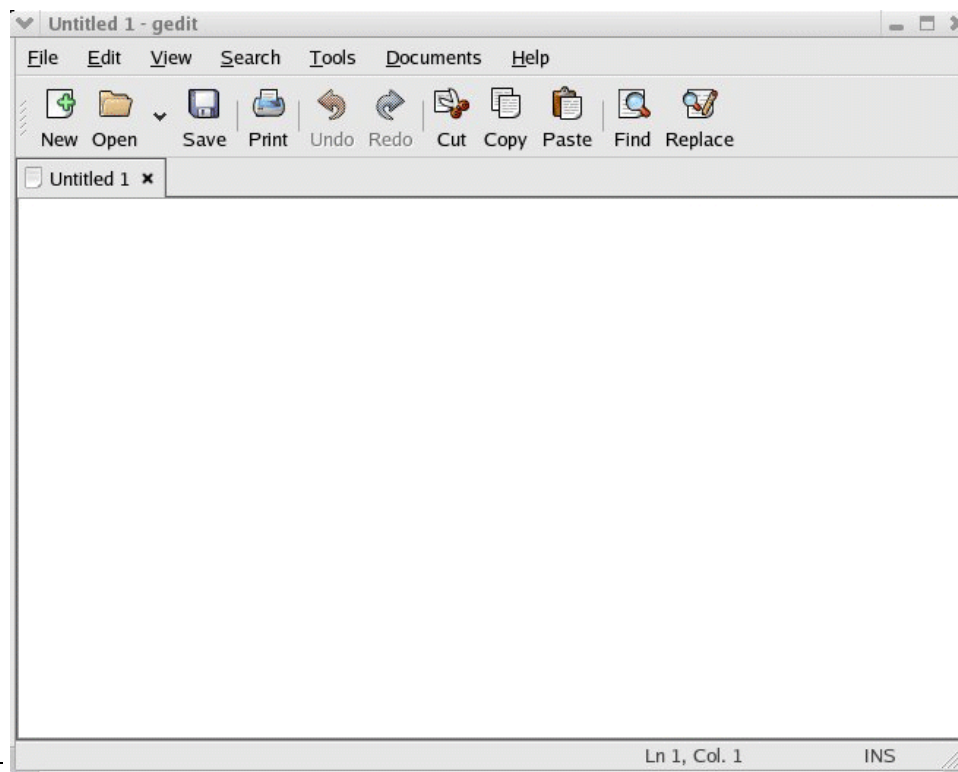 Untitled 1 - gedit
File Edit View Search Tools Documents Help
New Open Save Print Undo Redo Cut Copy Paste Find Replace
Untitled 1
Ln 1, Col. 1 INS